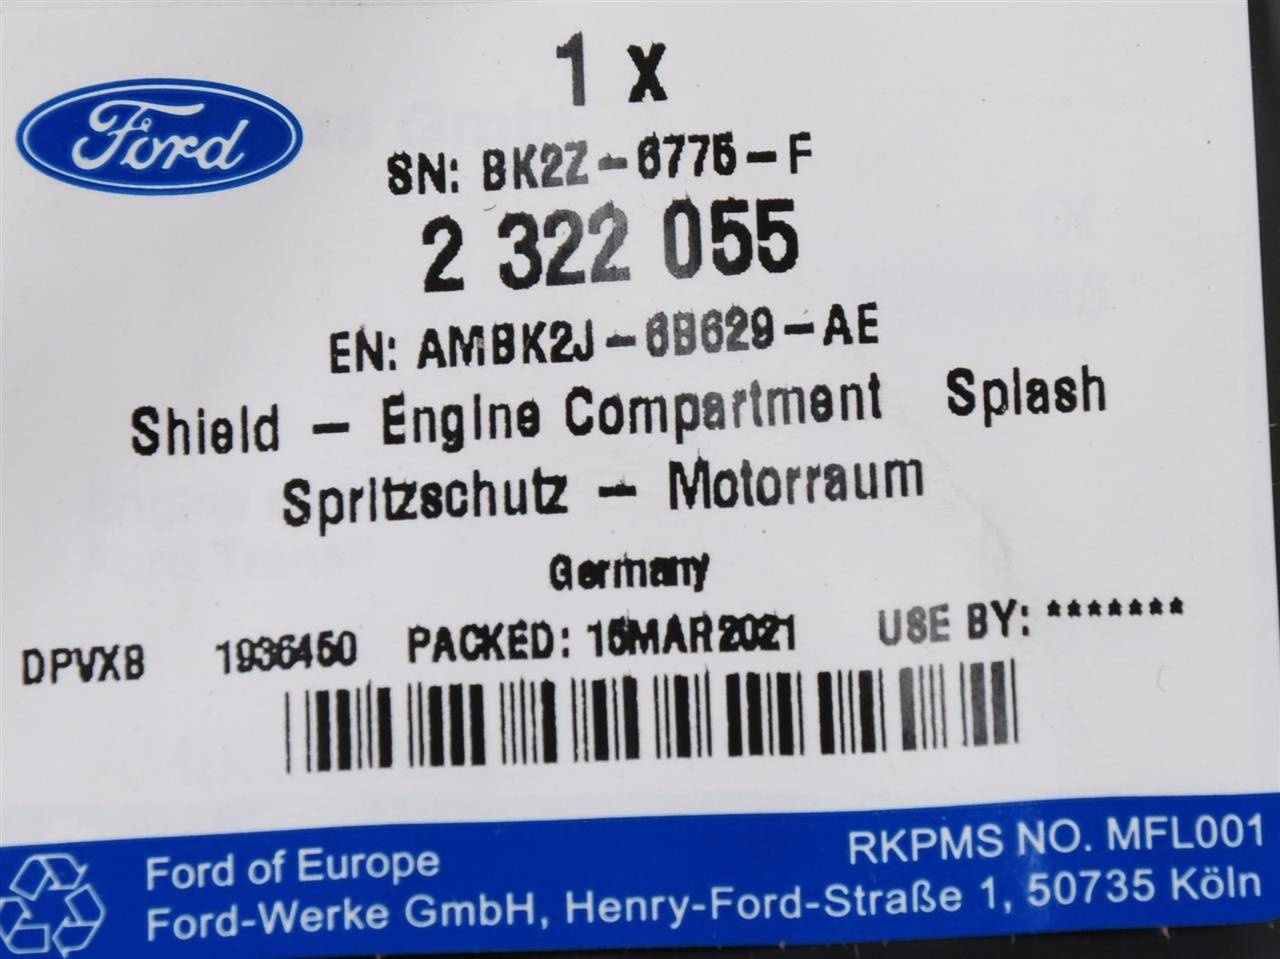 1 x
Ford
SN: BK2Z-6775-F
2 322 055
EN: AMBK2J-6B629-AE
Shield - Engine Compartment Splash
Spritzschutz - Motorraum
Germany
DPVXB 1936450 PACKED: 15MAR2021 USE BY: *******
RKPMS NO. MFL001
Ford of Europe
Ford-Werke GmbH, Henry-Ford-Straße 1, 50735 Köln